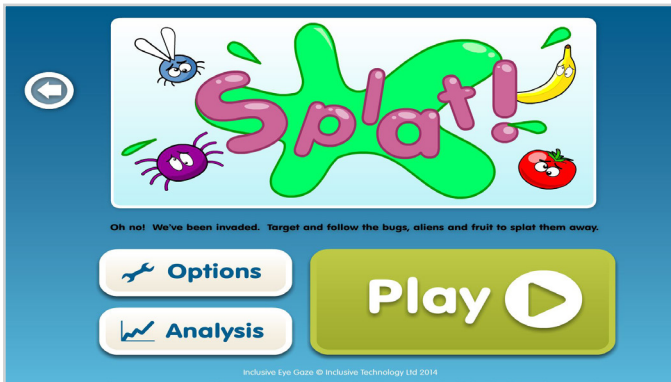 Splat!
Oh no! We've been invaded. Target and follow the bugs, aliens and fruit to splat them away.
Options
Play
Analysis
Inclusive Eye Gaze © Inclusive Technology Ltd 2014